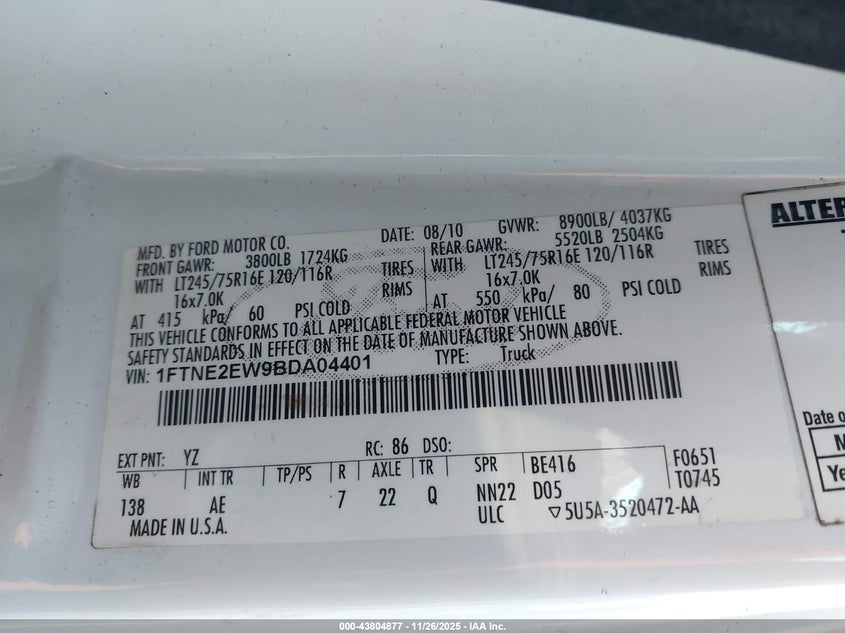 MFD. BY FORD MOTOR CO. DATE: 08/10 GVWR: 8900LB/ 4037KG
FRONT GAWR: 3800LB 1724KG REAR GAWR: 5520LB 2504KG
WITH LT245/75R16E 120/116R TIRES WITH LT245/75R16E 120/116R TIRES
16x7.0K RIMS 16x7.0K RIMS
AT 415 kPa/ 60 PSI COLD AT 550 kPa/ 80 PSI COLD
THIS VEHICLE CONFORMS TO ALL APPLICABLE FEDERAL MOTOR VEHICLE
SAFETY STANDARDS IN EFFECT ON THE DATE OF MANUFACTURE SHOWN ABOVE.
VIN: 1FTNE2EW9BDA04401 TYPE: Truck
EXT PNT: YZ RC: 86 DSO:
WB INT TR TP/PS R AXLE TR SPR BE416 F0651
138 AE 7 22 Q NN22 D05 T0745
MADE IN U.S.A. ULC ▽5U5A-3520472-AA
ALTER
Date o
M
Ye
000-43804877 - 11/26/2025 - IAA Inc.